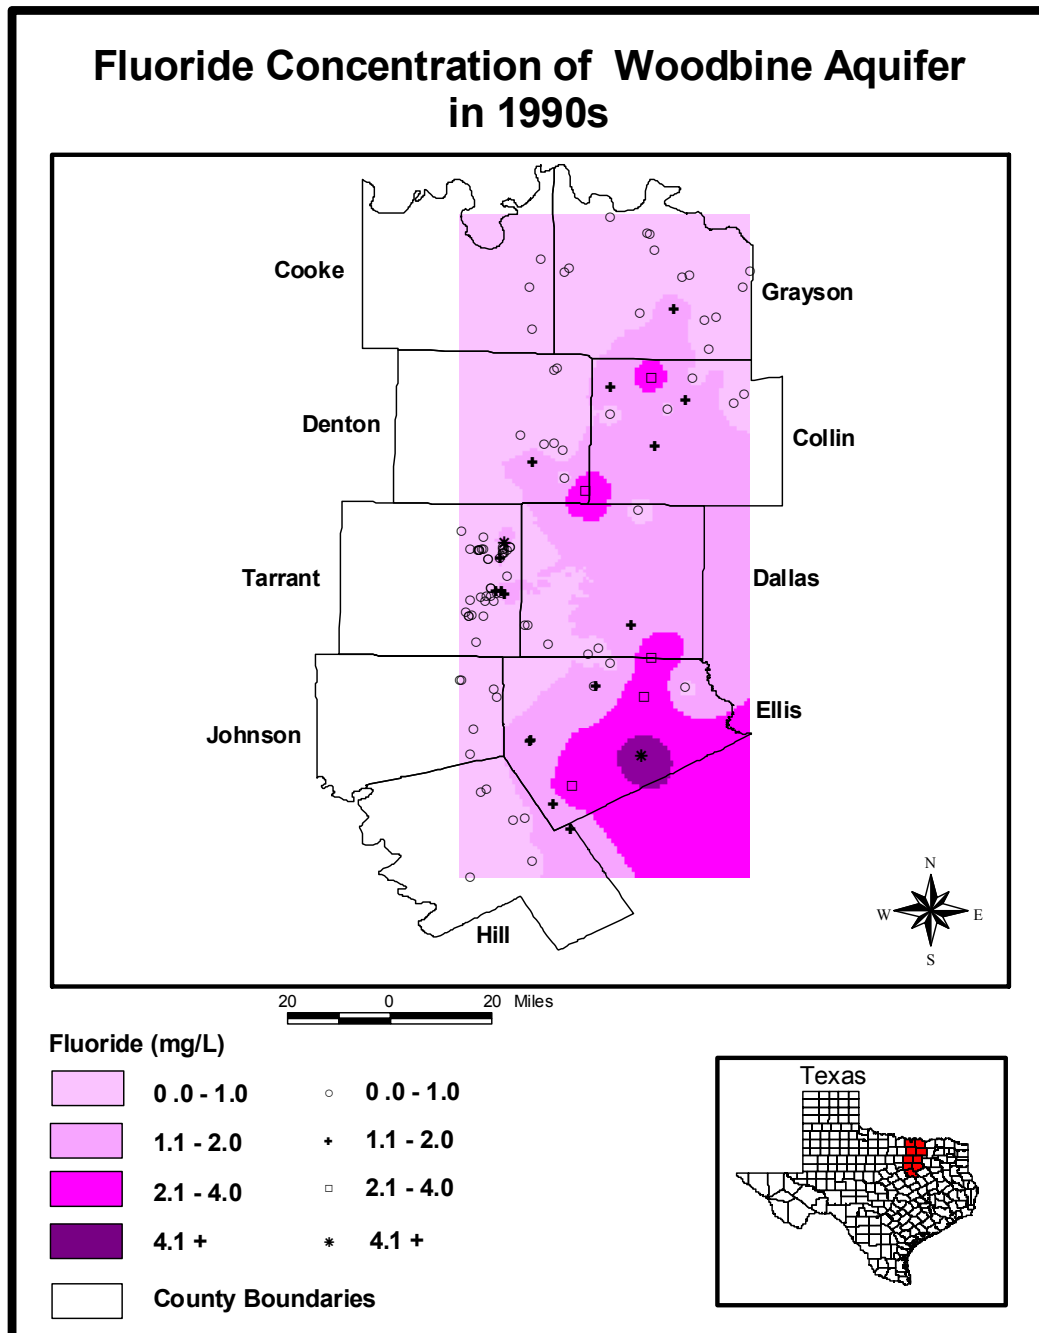 Fluoride Concentration of Woodbine Aquifer
in 1990s
Cooke
Grayson
Denton
Collin
Tarrant
Dallas
Ellis
Johnson
Hill
N
W E
S
20 0 20 Miles
Fluoride (mg/L)
0 .0 - 1.0 0 .0 - 1.0
1.1 - 2.0 1.1 - 2.0
2.1 - 4.0 2.1 - 4.0
4.1 + 4.1 +
County Boundaries
Texas